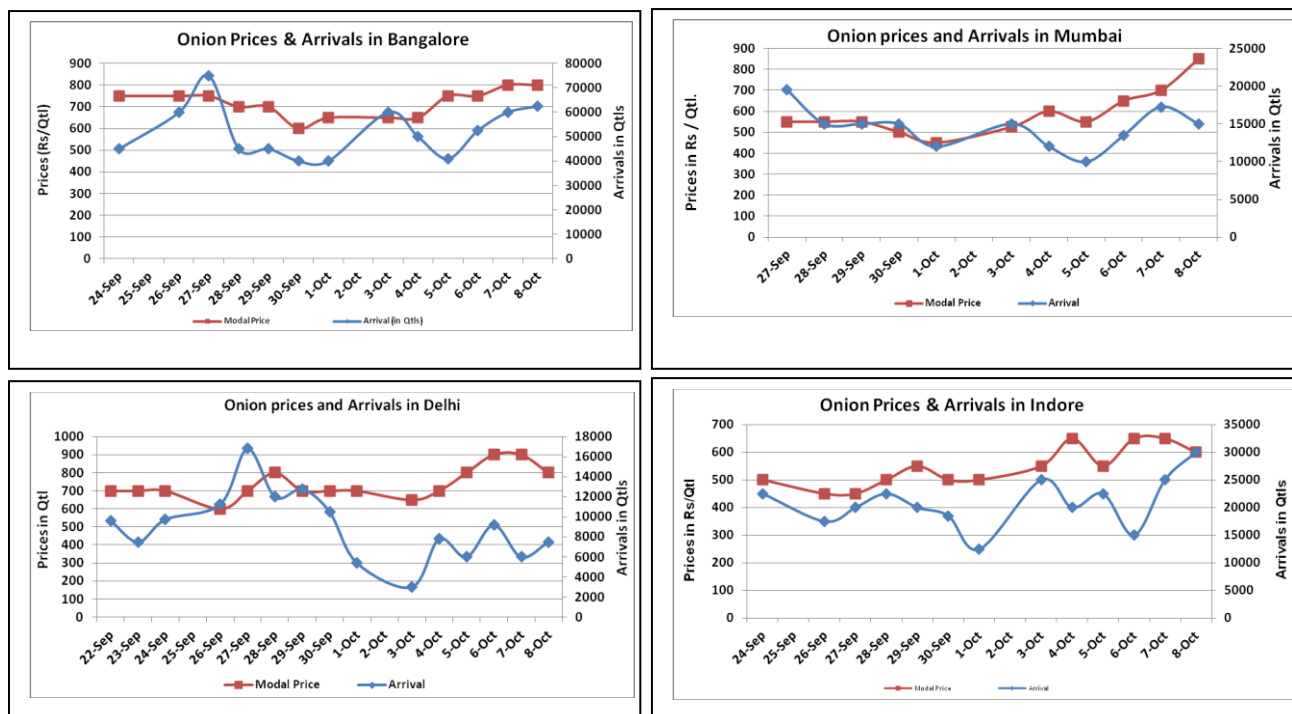 Onion Prices & Arrivals in Bangalore
900
800
700
600
500
400
300
200
100
0
Prices (Rs/Qtl)
80000
70000
60000
50000
40000
30000
20000
10000
0
Arrivals in Qtls
24-Sep
25-Sep
26-Sep
27-Sep
28-Sep
29-Sep
30-Sep
1-Oct
2-Oct
3-Oct
4-Oct
5-Oct
6-Oct
7-Oct
8-Oct
Modal Price
Arrival (in Qtls)
Onion prices and Arrivals in Mumbai
900
800
700
600
500
400
300
200
100
0
Prices in Rs / Qtl.
25000
20000
15000
10000
5000
0
Arrivals in Qtls
27-Sep
28-Sep
29-Sep
30-Sep
1-Oct
2-Oct
3-Oct
4-Oct
5-Oct
6-Oct
7-Oct
8-Oct
Modal Price
Arrival
Onion prices and Arrivals in Delhi
1000
900
800
700
600
500
400
300
200
100
0
Prices in Qtl
18000
16000
14000
12000
10000
8000
6000
4000
2000
0
Arrivals in Qtls
22-Sep
23-Sep
24-Sep
25-Sep
26-Sep
27-Sep
28-Sep
29-Sep
30-Sep
1-Oct
2-Oct
3-Oct
4-Oct
5-Oct
6-Oct
7-Oct
8-Oct
Modal Price
Arrival
Onion Prices & Arrivals in Indore
700
600
500
400
300
200
100
0
Prices in Rs/Qtl
35000
30000
25000
20000
15000
10000
5000
0
Arrivals in Qtls
24-Sep
25-Sep
26-Sep
27-Sep
28-Sep
29-Sep
30-Sep
1-Oct
2-Oct
3-Oct
4-Oct
5-Oct
6-Oct
7-Oct
8-Oct
Modal Price
Arrival